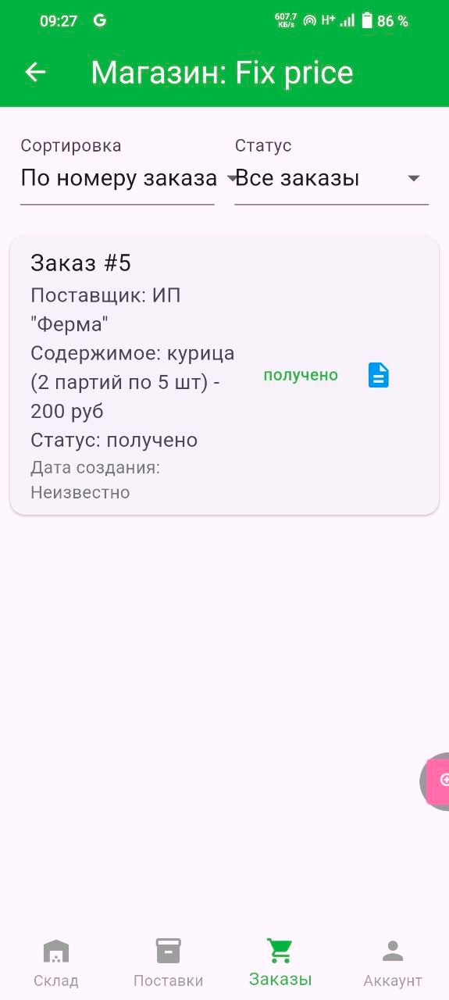 09:27 G 607,7 КБ/s H+ 86 %
Магазин: Fix price
Сортировка Статус
По номеру заказа Все заказы
Заказ #5
Поставщик: ИП
"Ферма"
Содержимое: курица
(2 партий по 5 шт) -
200 руб
Статус: получено
Дата создания:
Неизвестно
получено
Склад Поставки Заказы Аккаунт